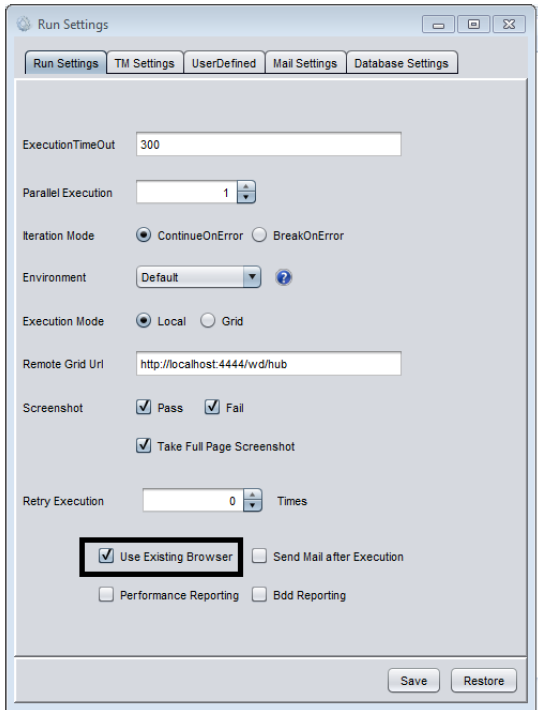 Run Settings
Run Settings TM Settings UserDefined Mail Settings Database Settings
ExecutionTimeOut 300
Parallel Execution 1
Iteration Mode ContinueOnError BreakOnError
Environment Default ?
Execution Mode Local Grid
Remote Grid Url http://localhost:4444/wd/hub
Screenshot Pass Fail
Take Full Page Screenshot
Retry Execution 0 Times
Use Existing Browser Send Mail after Execution
Performance Reporting Bdd Reporting
Save Restore